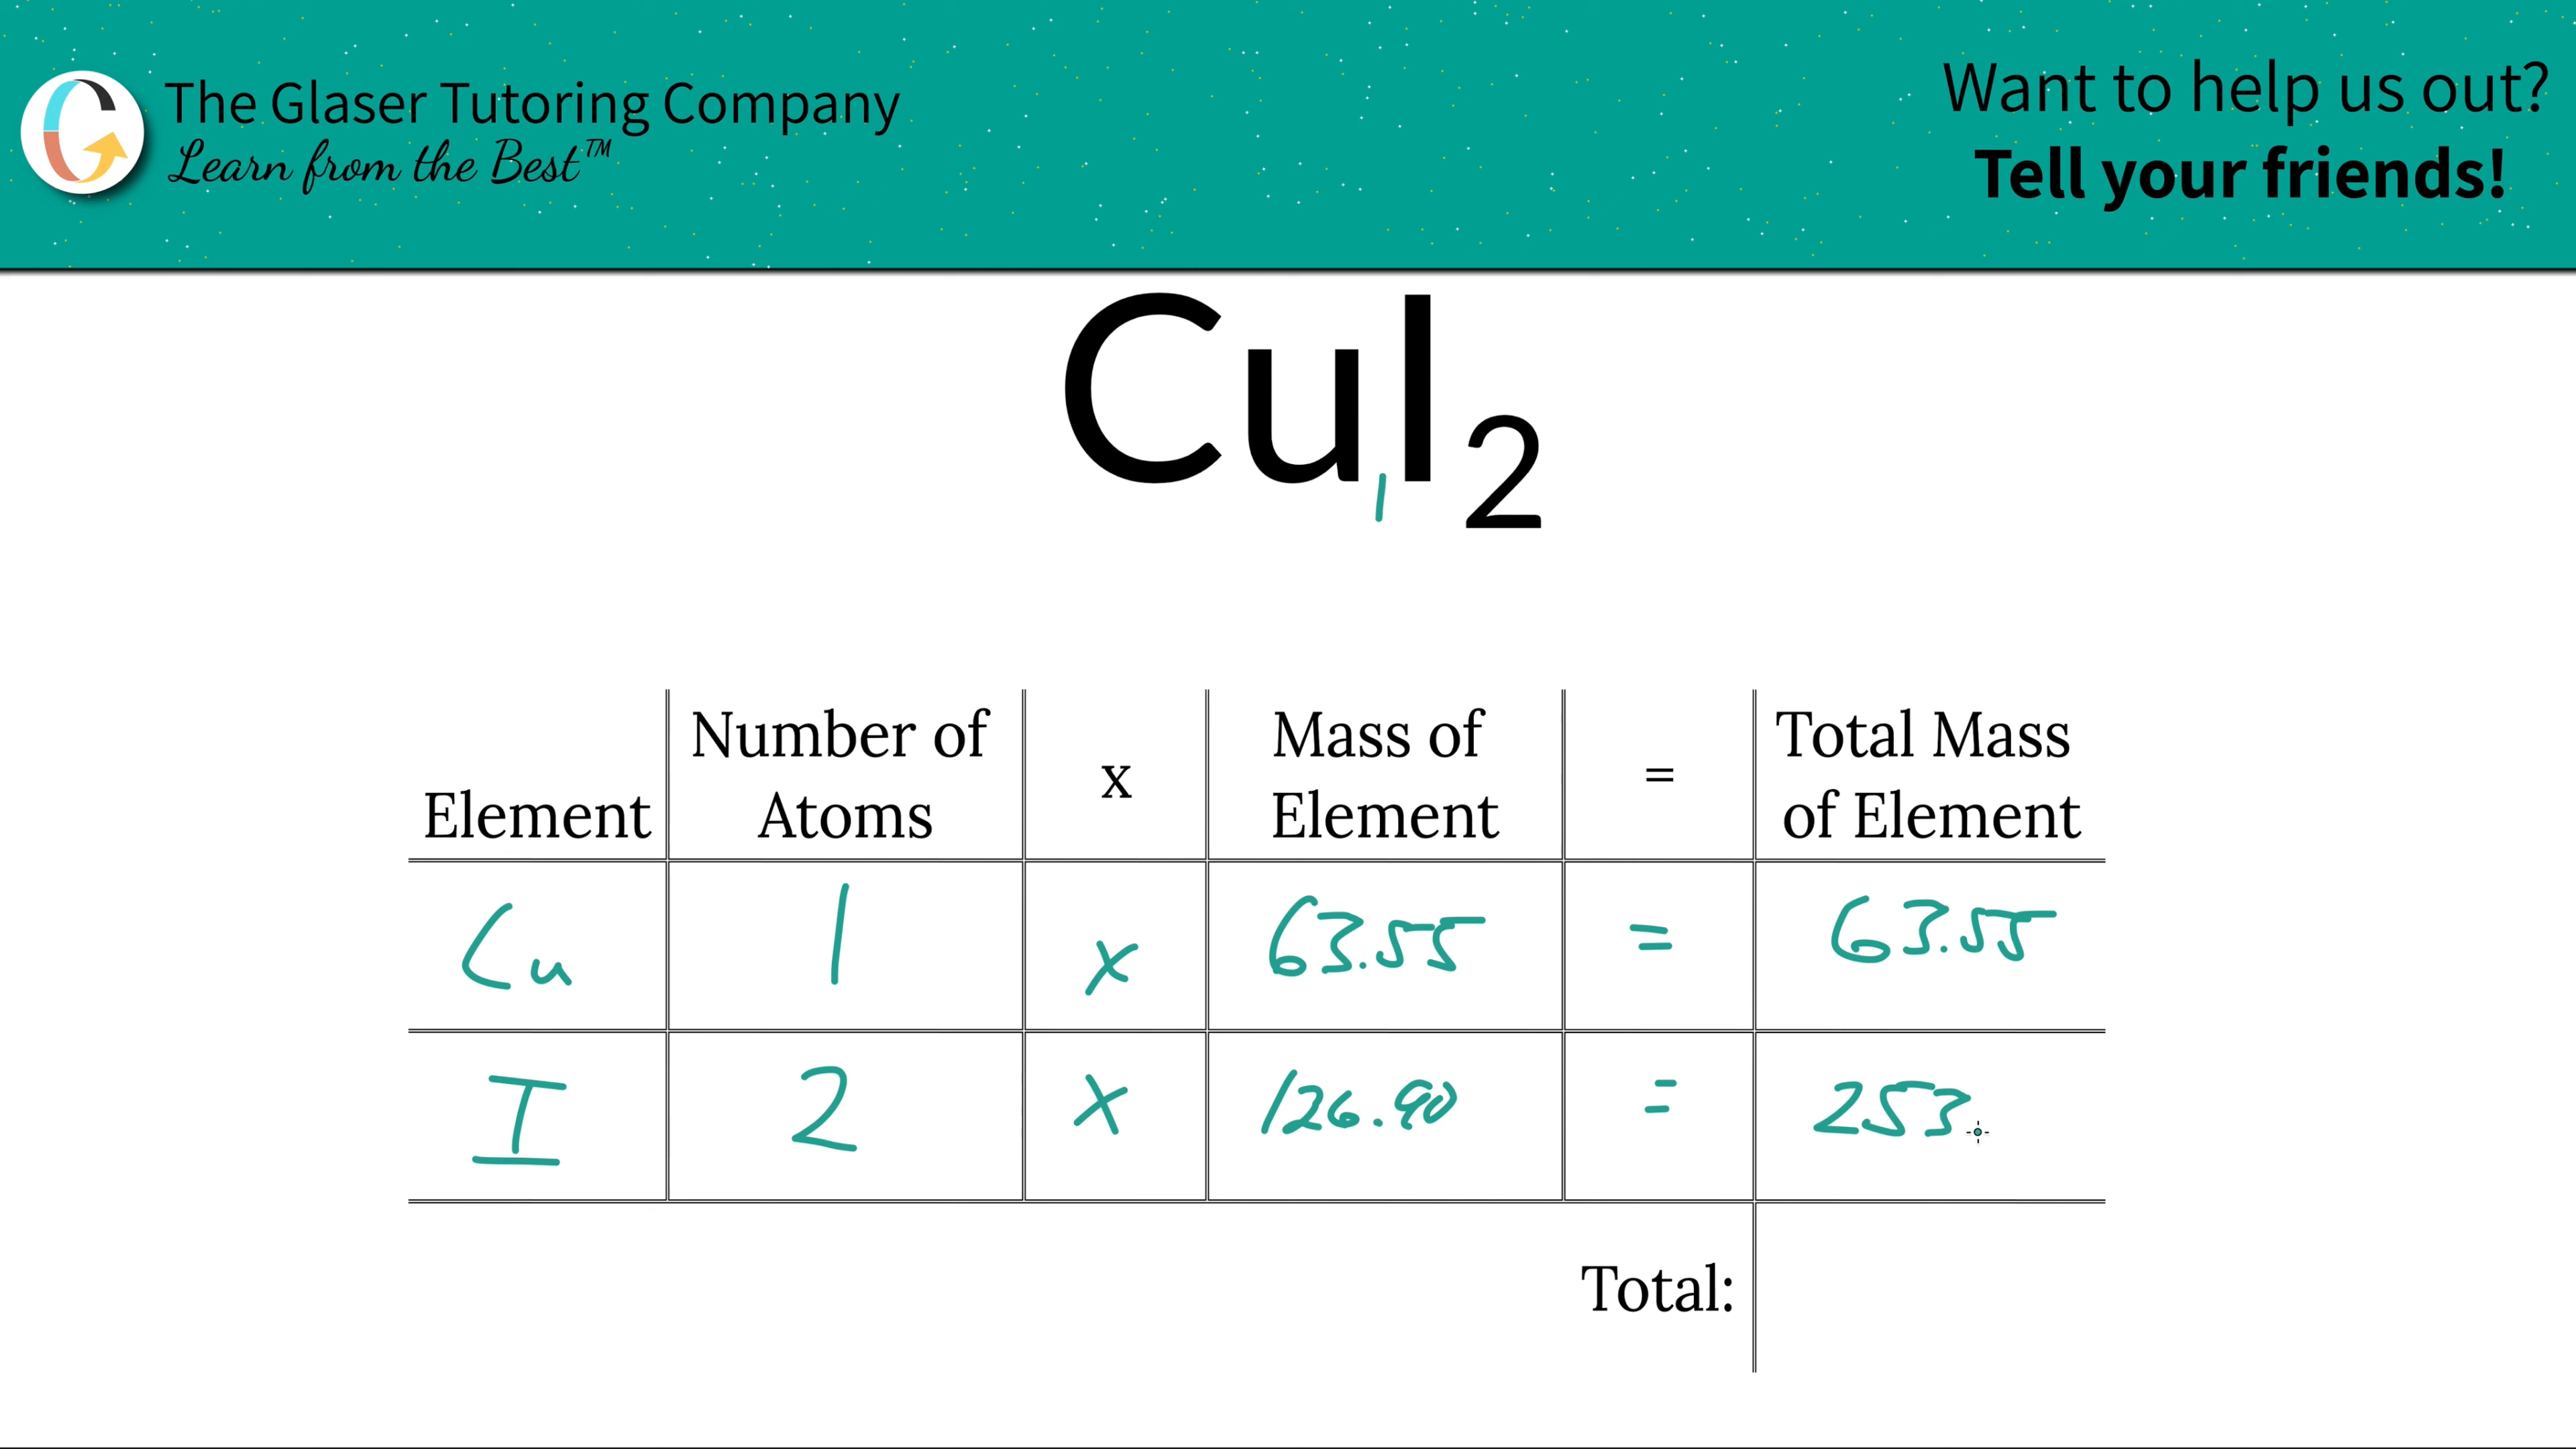 The Glaser Tutoring Company
Learn from the Best™
Want to help us out?
Tell your friends!
CuI₂
1
Element
Number of
Atoms
x
Mass of
Element
=
Total Mass
of Element
Cu 1 x 63.55 = 63.55
I 2 x 126.90 = 253.
Total: